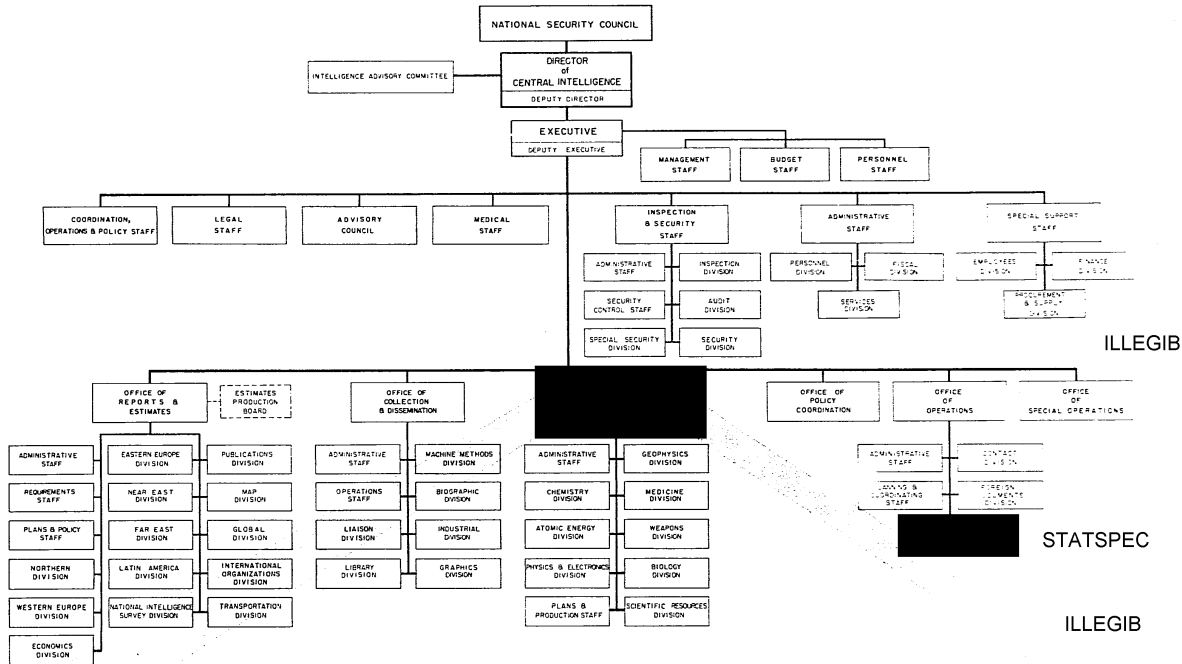 NATIONAL SECURITY COUNCIL
DIRECTOR
of
CENTRAL INTELLIGENCE
DEPUTY DIRECTOR
INTELLIGENCE ADVISORY COMMITTEE
EXECUTIVE
DEPUTY EXECUTIVE
MANAGEMENT
STAFF
BUDGET
STAFF
PERSONNEL
STAFF
COORDINATION,
OPERATIONS & POLICY STAFF
LEGAL
STAFF
ADVISORY
COUNCIL
MEDICAL
STAFF
INSPECTION
& SECURITY
STAFF
ADMINISTRATIVE
STAFF
SPECIAL SUPPORT
STAFF
ADMINISTRATIVE
STAFF
INSPECTION
DIVISION
SECURITY
CONTROL STAFF
AUDIT
DIVISION
SPECIAL SECURITY
DIVISION
SECURITY
DIVISION
PERSONNEL
DIVISION
FISCAL
DIVISION
SERVICES
DIVISION
EMPLOYEES
DIVISION
FINANCE
DIVISION
PROCUREMENT
& SUPPLY
DIVISION
ILLEGIB
OFFICE OF
REPORTS &
ESTIMATES
ESTIMATES
PRODUCTION
BOARD
OFFICE OF
COLLECTION
& DISSEMINATION
OFFICE OF
POLICY
COORDINATION
OFFICE
OF
OPERATIONS
OFFICE
OF
SPECIAL OPERATIONS
ADMINISTRATIVE
STAFF
REQUIREMENTS
STAFF
PLANS & POLICY
STAFF
NORTHERN
DIVISION
WESTERN EUROPE
DIVISION
ECONOMICS
DIVISION
EASTERN EUROPE
DIVISION
NEAR EAST
DIVISION
FAR EAST
DIVISION
LATIN AMERICA
DIVISION
NATIONAL INTELLIGENCE
SURVEY DIVISION
PUBLICATIONS
DIVISION
MAP
DIVISION
GLOBAL
DIVISION
INTERNATIONAL
ORGANIZATIONS
DIVISION
TRANSPORTATION
DIVISION
ADMINISTRATIVE
STAFF
OPERATIONS
STAFF
LIAISON
DIVISION
LIBRARY
DIVISION
MACHINE METHODS
DIVISION
BIOGRAPHIC
DIVISION
INDUSTRIAL
DIVISION
GRAPHICS
DIVISION
ADMINISTRATIVE
STAFF
CHEMISTRY
DIVISION
ATOMIC ENERGY
DIVISION
PHYSICS & ELECTRONICS
DIVISION
PLANS &
PRODUCTION STAFF
GEOPHYSICS
DIVISION
MEDICINE
DIVISION
WEAPONS
DIVISION
BIOLOGY
DIVISION
SCIENTIFIC RESOURCES
DIVISION
ADMINISTRATIVE
STAFF
CONTACT
DIVISION
STAFF
FOREIGN
DIVISION
STATSPEC
ILLEGIB